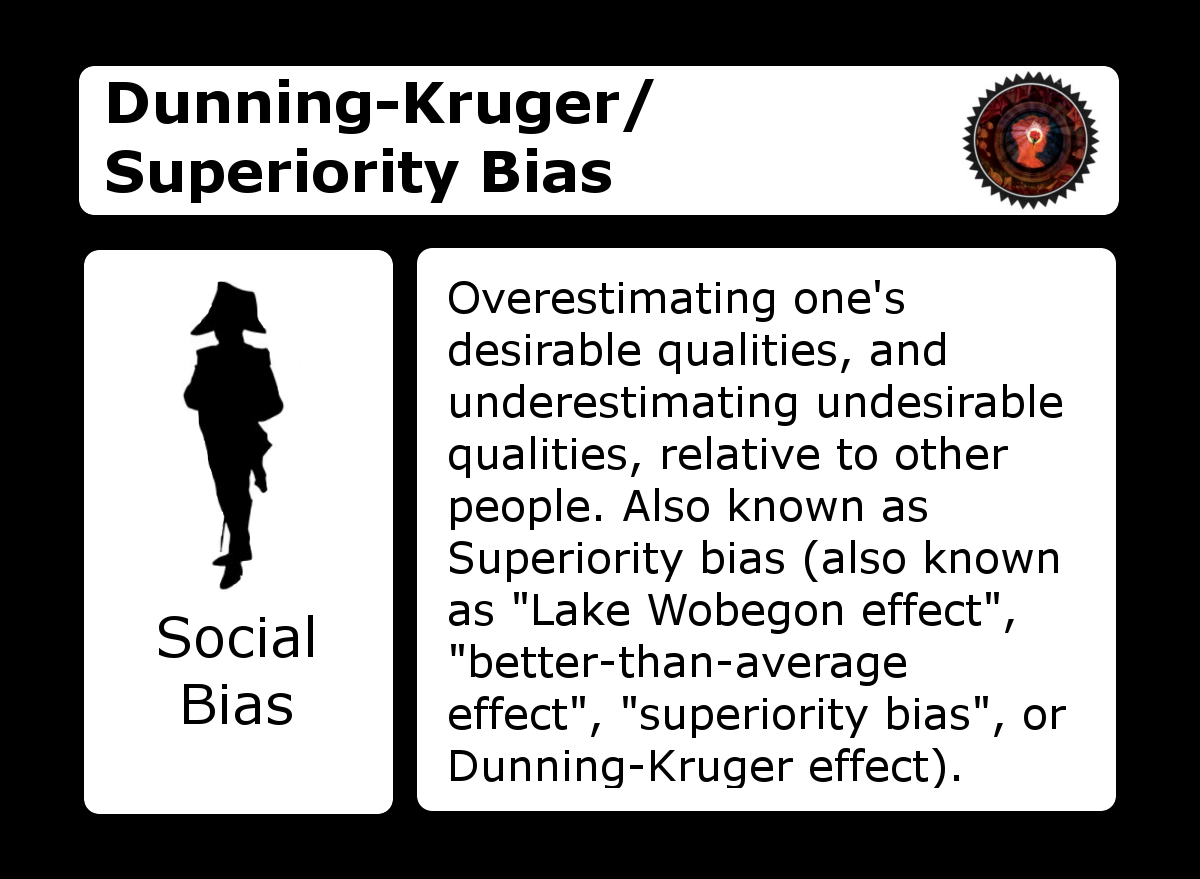 Dunning-Kruger/
Superiority Bias
Social
Bias
Overestimating one's
desirable qualities, and
underestimating undesirable
qualities, relative to other
people. Also known as
Superiority bias (also known
as "Lake Wobegon effect",
"better-than-average
effect", "superiority bias", or
Dunning-Kruger effect).